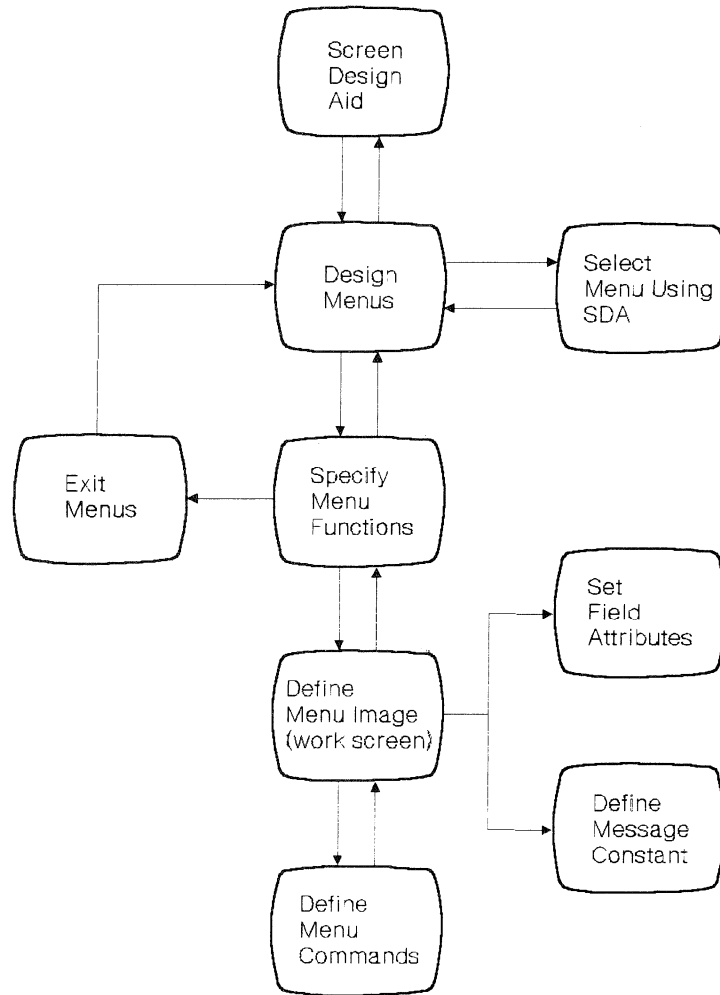 Screen
Design
Aid
Design
Menus
Select
Menu Using
SDA
Exit
Menus
Specify
Menu
Functions
Set
Field
Attributes
Define
Menu Image
(work screen)
Define
Message
Constant
Define
Menu
Commands